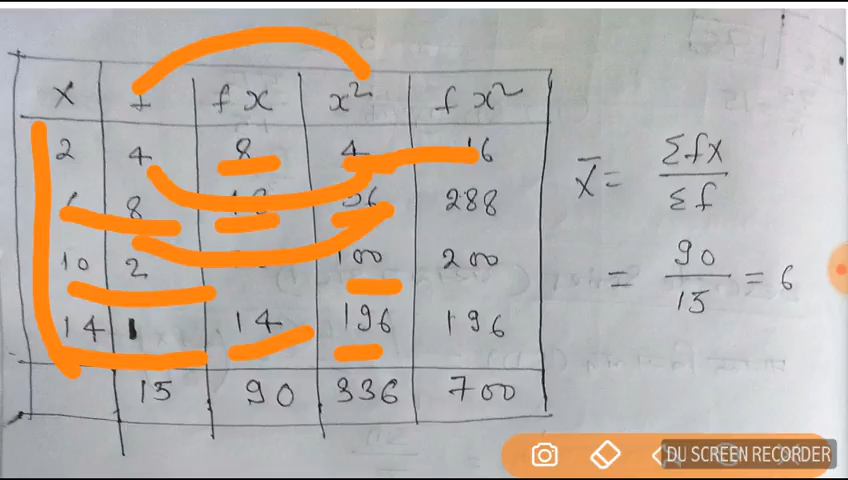 x f fx x² fx²
2 4 8 4 16
8 36 288
10 2 100 200
14 1 14 196 196
15 90 336 700
X̄ = Σfx / Σf
= 90 / 15 = 6
DU SCREEN RECORDER